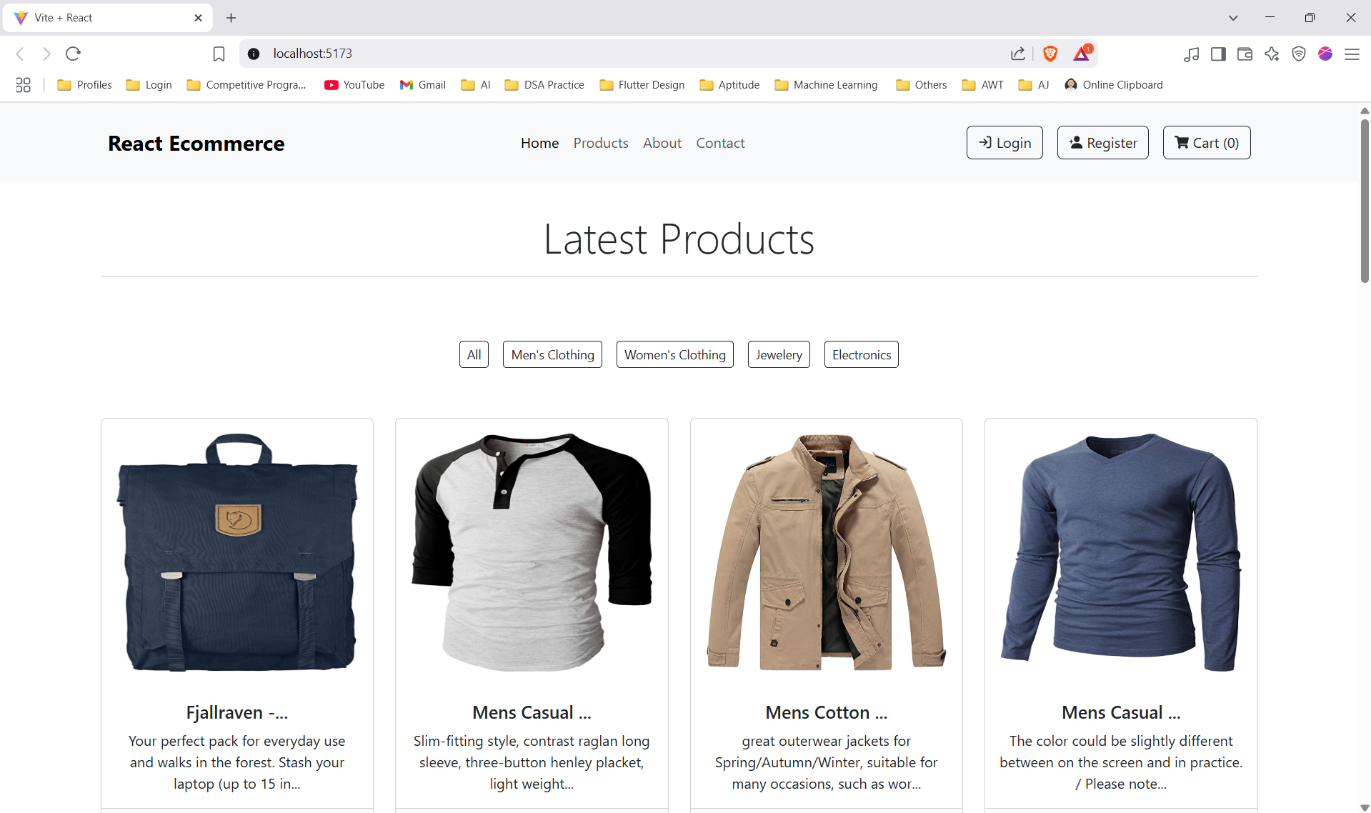 Vite + React
localhost:5173
1
Profiles
Login
Competitive Progra...
YouTube
Gmail
AI
DSA Practice
Flutter Design
Aptitude
Machine Learning
Others
AWT
AJ
Online Clipboard
React Ecommerce
Home
Products
About
Contact
Login
Register
Cart (0)
Latest Products
All
Men's Clothing
Women's Clothing
Jewelery
Electronics
Fjallraven -...
Your perfect pack for everyday use
and walks in the forest. Stash your
laptop (up to 15 in...
Mens Casual ...
Slim-fitting style, contrast raglan long
sleeve, three-button henley placket,
light weight...
Mens Cotton ...
great outerwear jackets for
Spring/Autumn/Winter, suitable for
many occasions, such as wor...
Mens Casual ...
The color could be slightly different
between on the screen and in practice.
/ Please note...